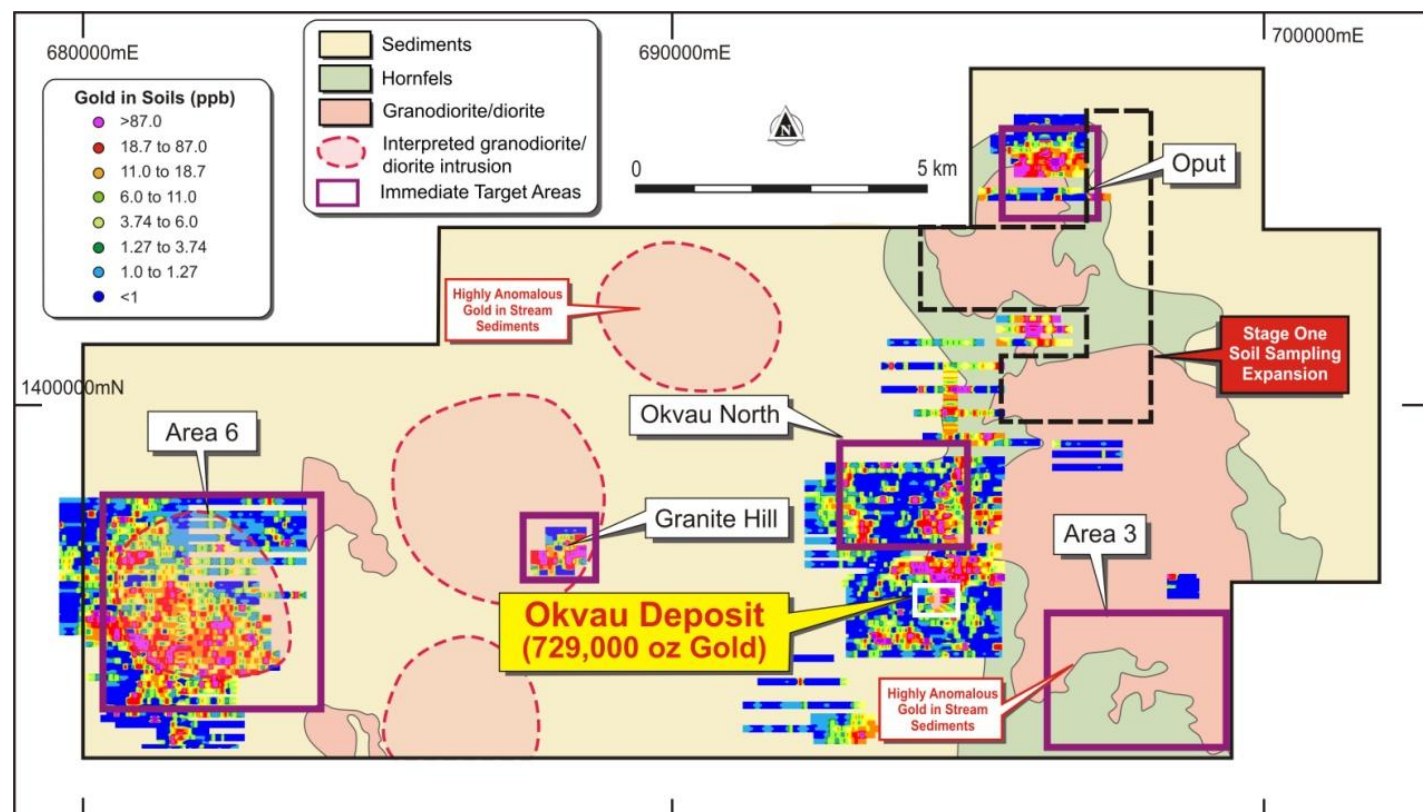 680000mE
690000mE
700000mE
Sediments
Hornfels
Granodiorite/diorite
Interpreted granodiorite/
diorite intrusion
Immediate Target Areas
Gold in Soils (ppb)
>87.0
18.7 to 87.0
11.0 to 18.7
6.0 to 11.0
3.74 to 6.0
1.27 to 3.74
1.0 to 1.27
<1
N
0
5 km
Oput
Highly Anomalous
Gold in Stream
Sediments
Stage One
Soil Sampling
Expansion
1400000mN
Okvau North
Area 6
Granite Hill
Area 3
Okvau Deposit
(729,000 oz Gold)
Highly Anomalous
Gold in Stream
Sediments